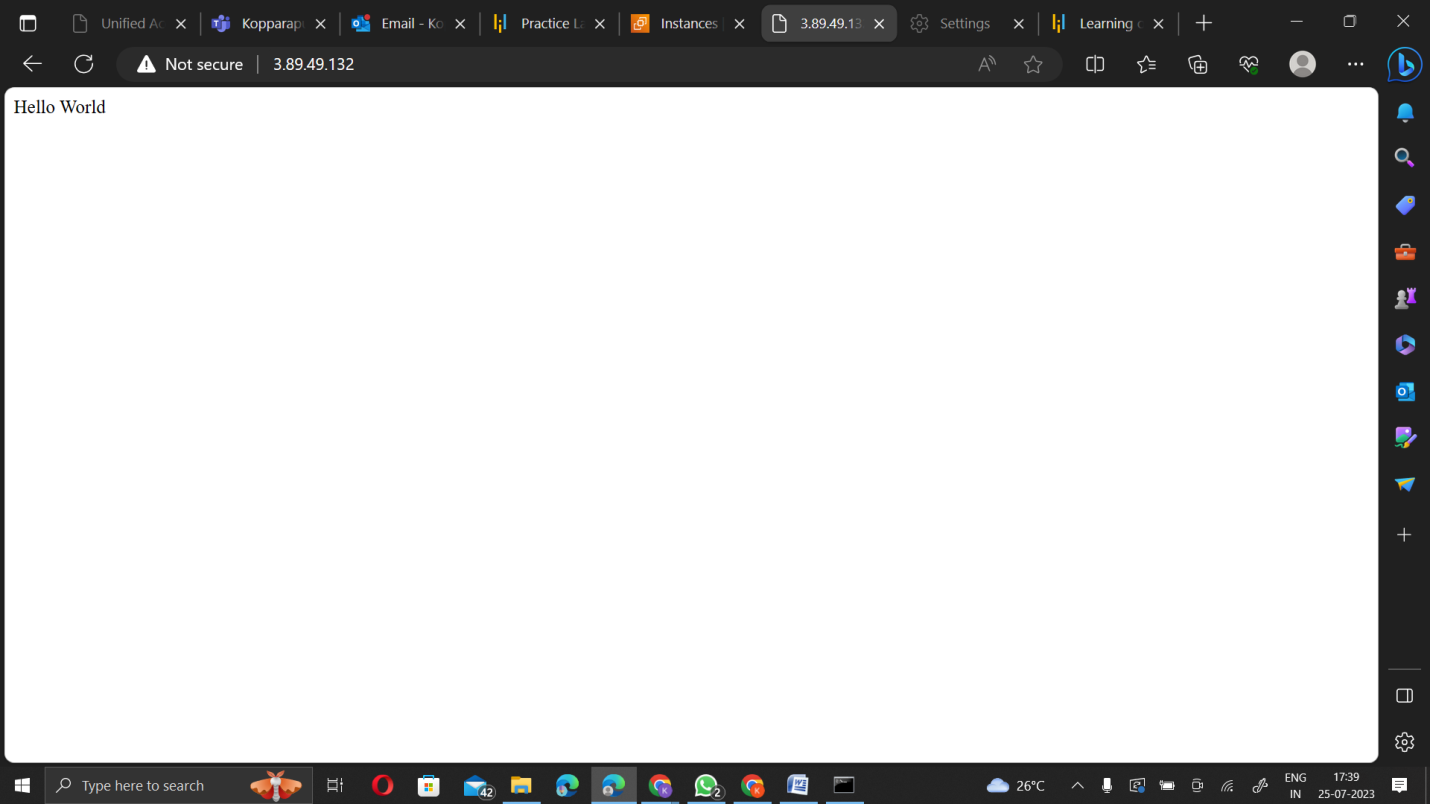 Unified Ac
Kopparapu
Email - Ko
Practice La
Instances
3.89.49.13
Settings
Learning c
Not secure
3.89.49.132
Hello World
Type here to search
42
2
26°C
ENG
IN
17:39
25-07-2023